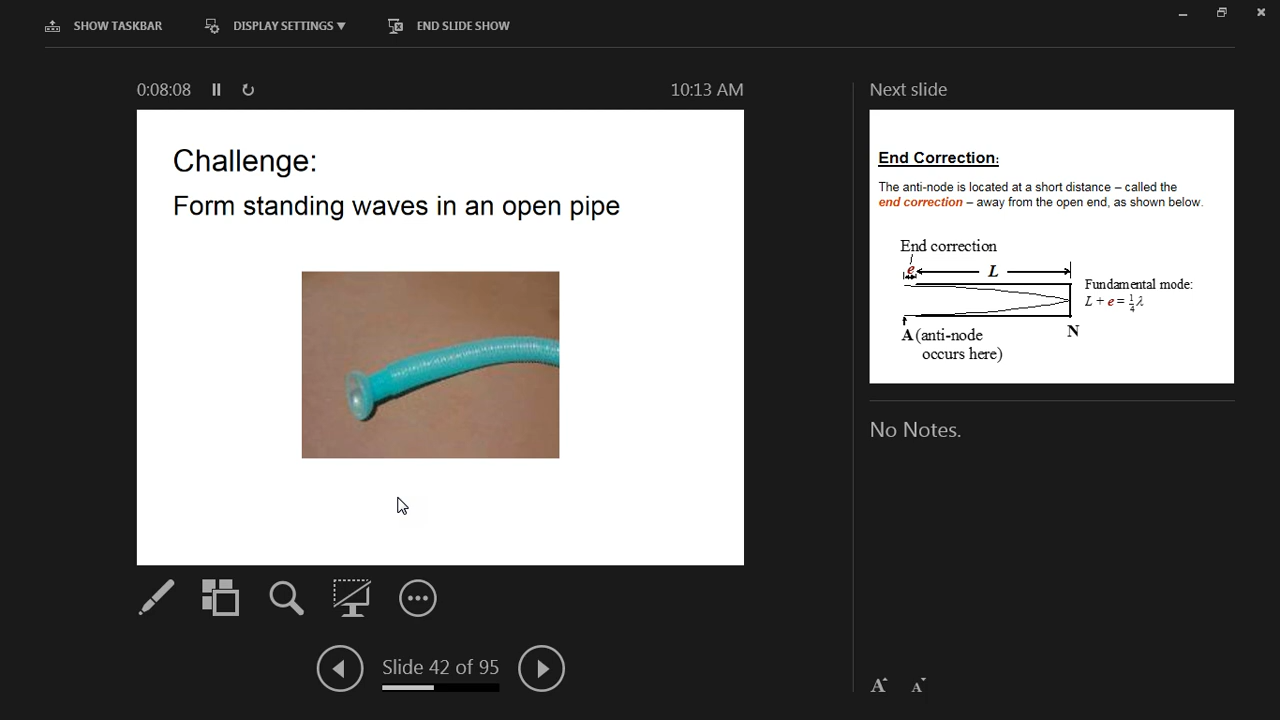 SHOW TASKBAR
DISPLAY SETTINGS ▼
END SLIDE SHOW
0:08:08
10:13 AM
Challenge:
Form standing waves in an open pipe
Slide 42 of 95
Next slide
End Correction:
The anti-node is located at a short distance – called the
end correction – away from the open end, as shown below.
End correction
e
L
Fundamental mode:
L + e = ¼ λ
A (anti-node
occurs here)
N
No Notes.
A
A